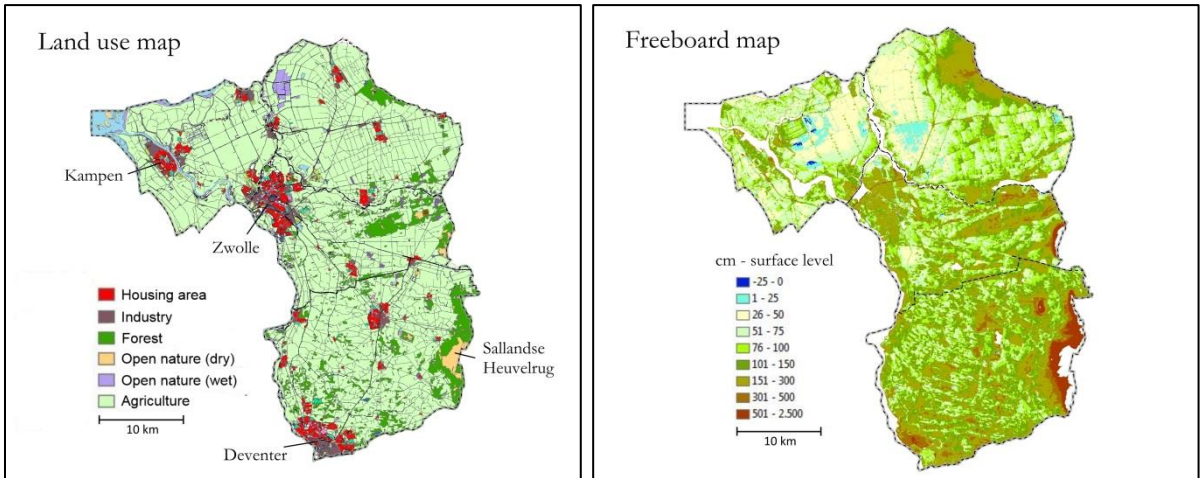 Land use map
Kampen
Zwolle
Housing area
Industry
Forest
Open nature (dry)
Open nature (wet)
Agriculture
10 km
Sallandse
Heuvelrug
Deventer
Freeboard map
cm - surface level
-25 - 0
1 - 25
26 - 50
51 - 75
76 - 100
101 - 150
151 - 300
301 - 500
501 - 2.500
10 km